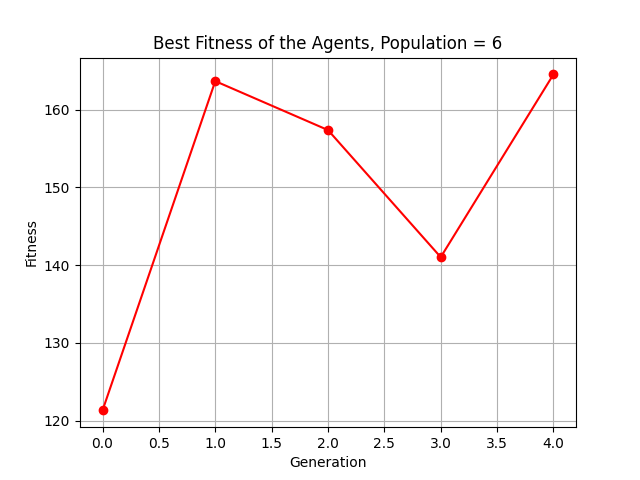 Best Fitness of the Agents, Population = 6
160
150
140
130
120
Fitness
0.0 0.5 1.0 1.5 2.0 2.5 3.0 3.5 4.0
Generation